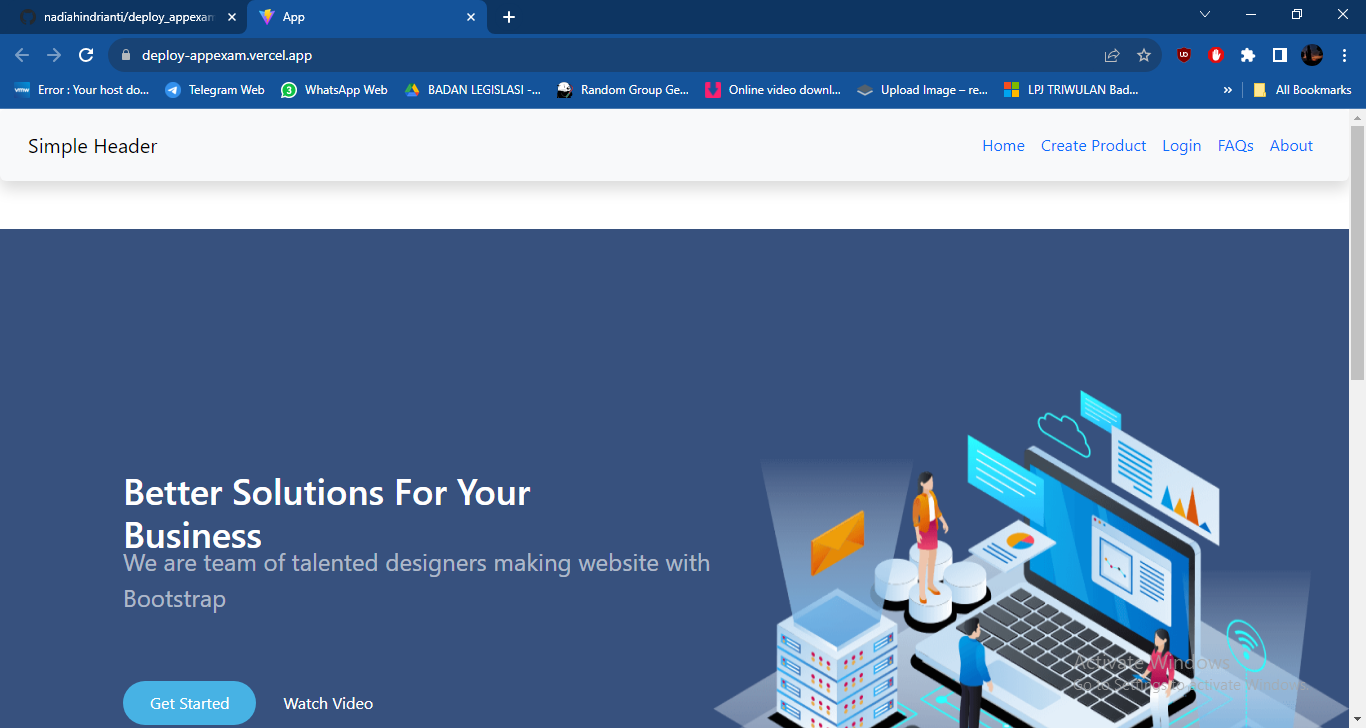 nadiahindrianti/deploy_appexam
App
deploy-appexam.vercel.app
vmw Error : Your host do... Telegram Web 3 WhatsApp Web BADAN LEGISLASI -... Random Group Ge... Online video downl... Upload Image – re... LPJ TRIWULAN Bad... » All Bookmarks
Simple Header
Home Create Product Login FAQs About
Better Solutions For Your
Business
We are team of talented designers making website with
Bootstrap
Get Started Watch Video
Activate Windows
Go to Settings to activate Windows.